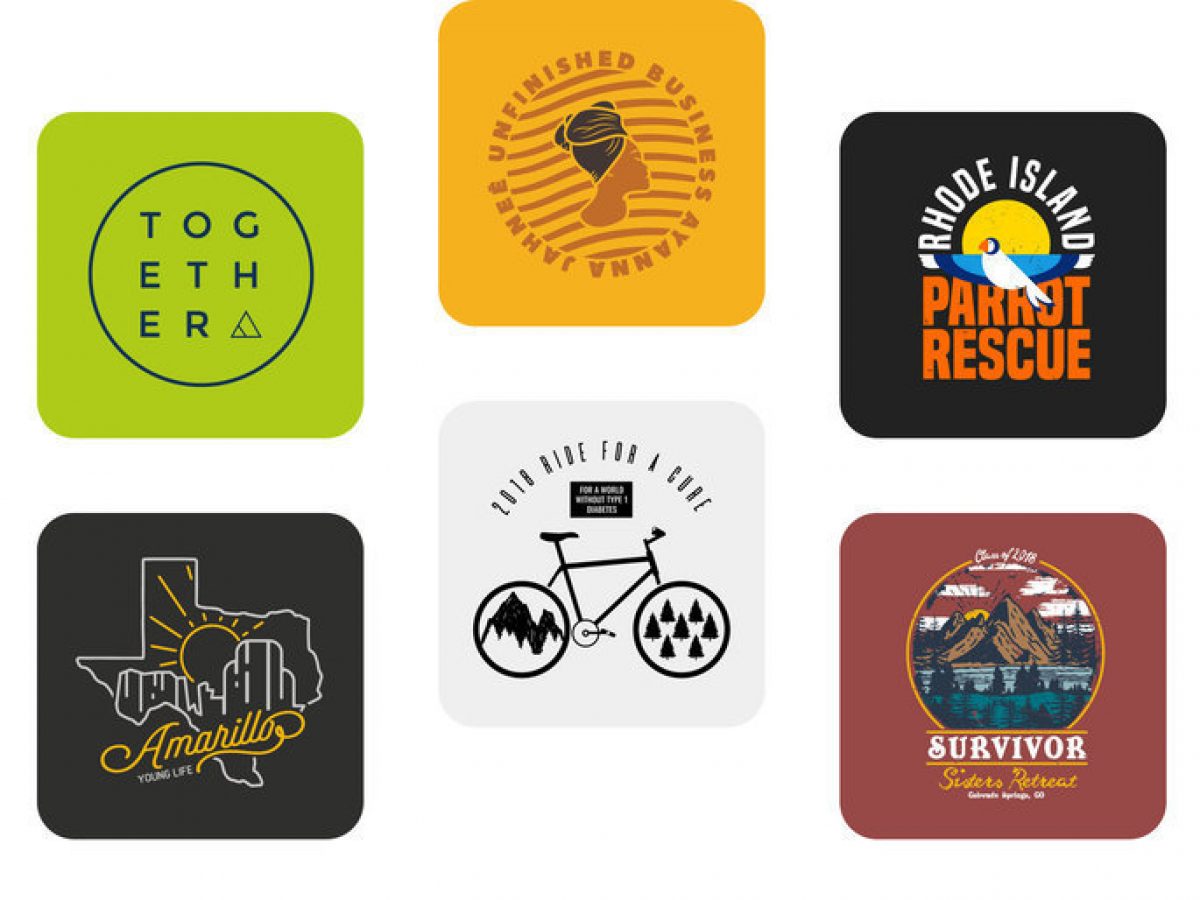 UNFINISHED BUSINESS AYANNA JAHNEÉ
TOG
ETH
ER
RHODE ISLAND
PARROT
RESCUE
2018 RIDE FOR A CURE
FOR A WORLD
WITHOUT TYPE 1
DIABETES
Amarillo
YOUNG LIFE
Class of 2018
SURVIVOR
Sisters Retreat
Colorado Springs, CO